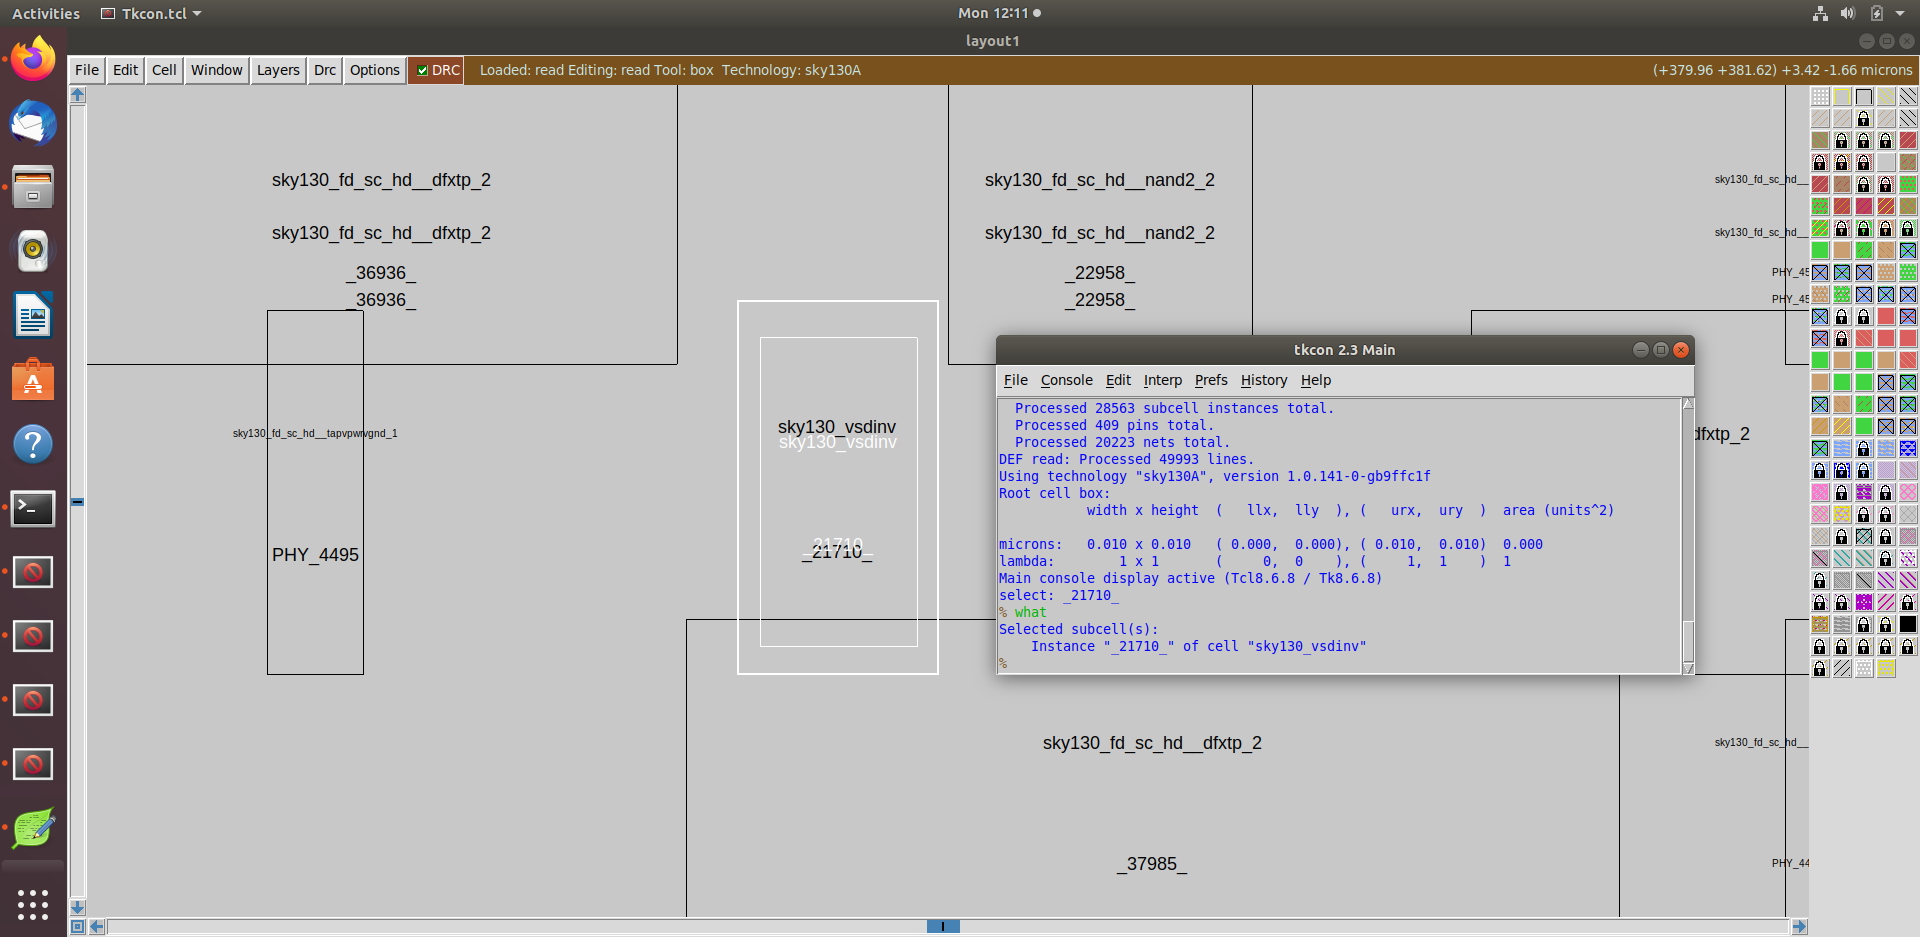 Activities Tkcon.tcl Mon 12:11
layout1
File Edit Cell Window Layers Drc Options DRC Loaded: read Editing: read Tool: box Technology: sky130A (+379.96 +381.62) +3.42 -1.66 microns
sky130_fd_sc_hd__dfxtp_2 sky130_fd_sc_hd__nand2_2 sky130_fd_sc_hd__
sky130_fd_sc_hd__dfxtp_2 sky130_fd_sc_hd__nand2_2 sky130_fd_sc_hd__
_36936_ _22958_ PHY_45
_36936_ _22958_ PHY_45
sky130_vsdinv
sky130_vsdinv
sky130_fd_sc_hd__tapvpwrvgnd_1
_21710_
_21710_
PHY_4495
dfxtp_2
tkcon 2.3 Main
File Console Edit Interp Prefs History Help
Processed 28563 subcell instances total.
Processed 409 pins total.
Processed 20223 nets total.
DEF read: Processed 49993 lines.
Using technology "sky130A", version 1.0.141-0-gb9ffc1f
Root cell box:
width x height ( llx, lly ), ( urx, ury ) area (units^2)
microns: 0.010 x 0.010 ( 0.000, 0.000), ( 0.010, 0.010) 0.000
lambda: 1 x 1 ( 0, 0 ), ( 1, 1 ) 1
Main console display active (Tcl8.6.8 / Tk8.6.8)
select: _21710_
% what
Selected subcell(s):
Instance "_21710_" of cell "sky130_vsdinv"
%
sky130_fd_sc_hd__dfxtp_2 sky130_fd_sc_hd__
_37985_ PHY_44